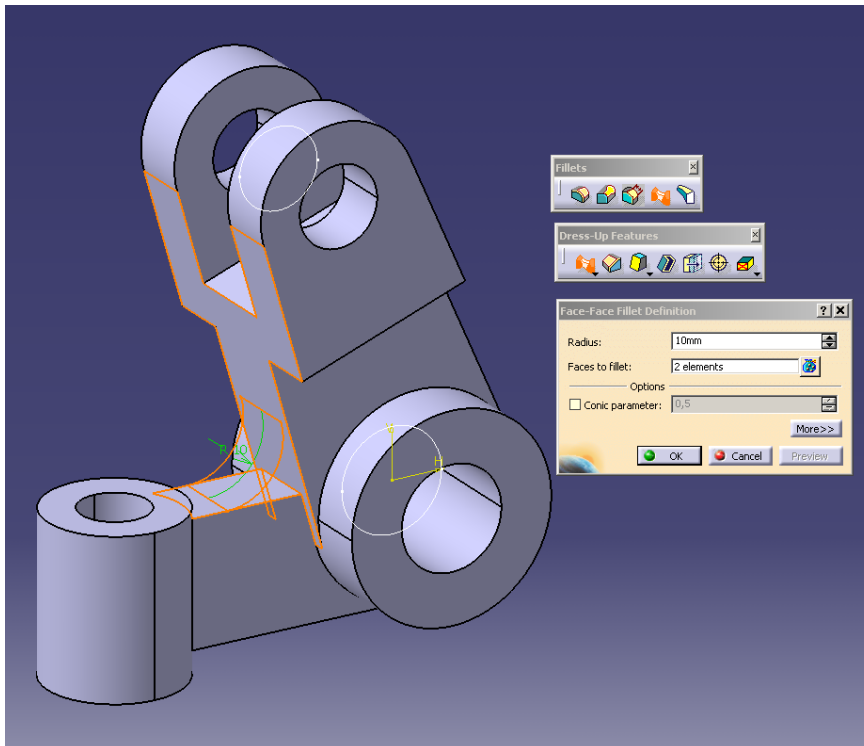 Fillets
Dress-Up Features
Face-Face Fillet Definition
Radius:
10mm
Faces to fillet:
2 elements
Options
Conic parameter:
0,5
More>>
OK
Cancel
Preview
R 10
H